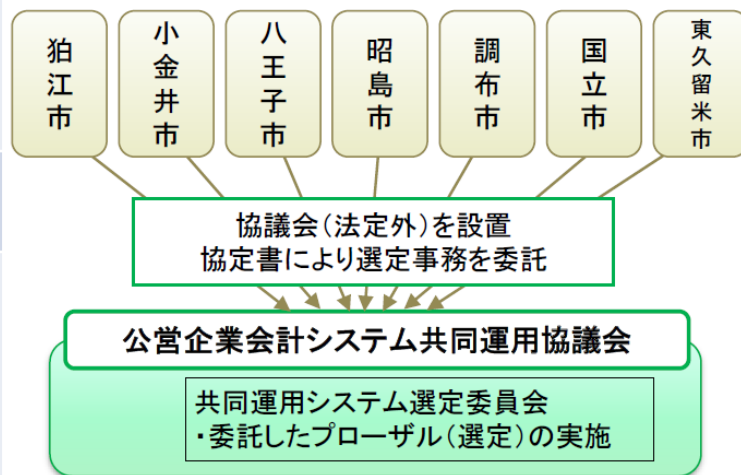 狛江市
小金井市
八王子市
昭島市
調布市
国立市
東久留米市
協議会（法定外）を設置
協定書により選定事務を委託
公営企業会計システム共同運用協議会
共同運用システム選定委員会
・委託したプローザル（選定）の実施